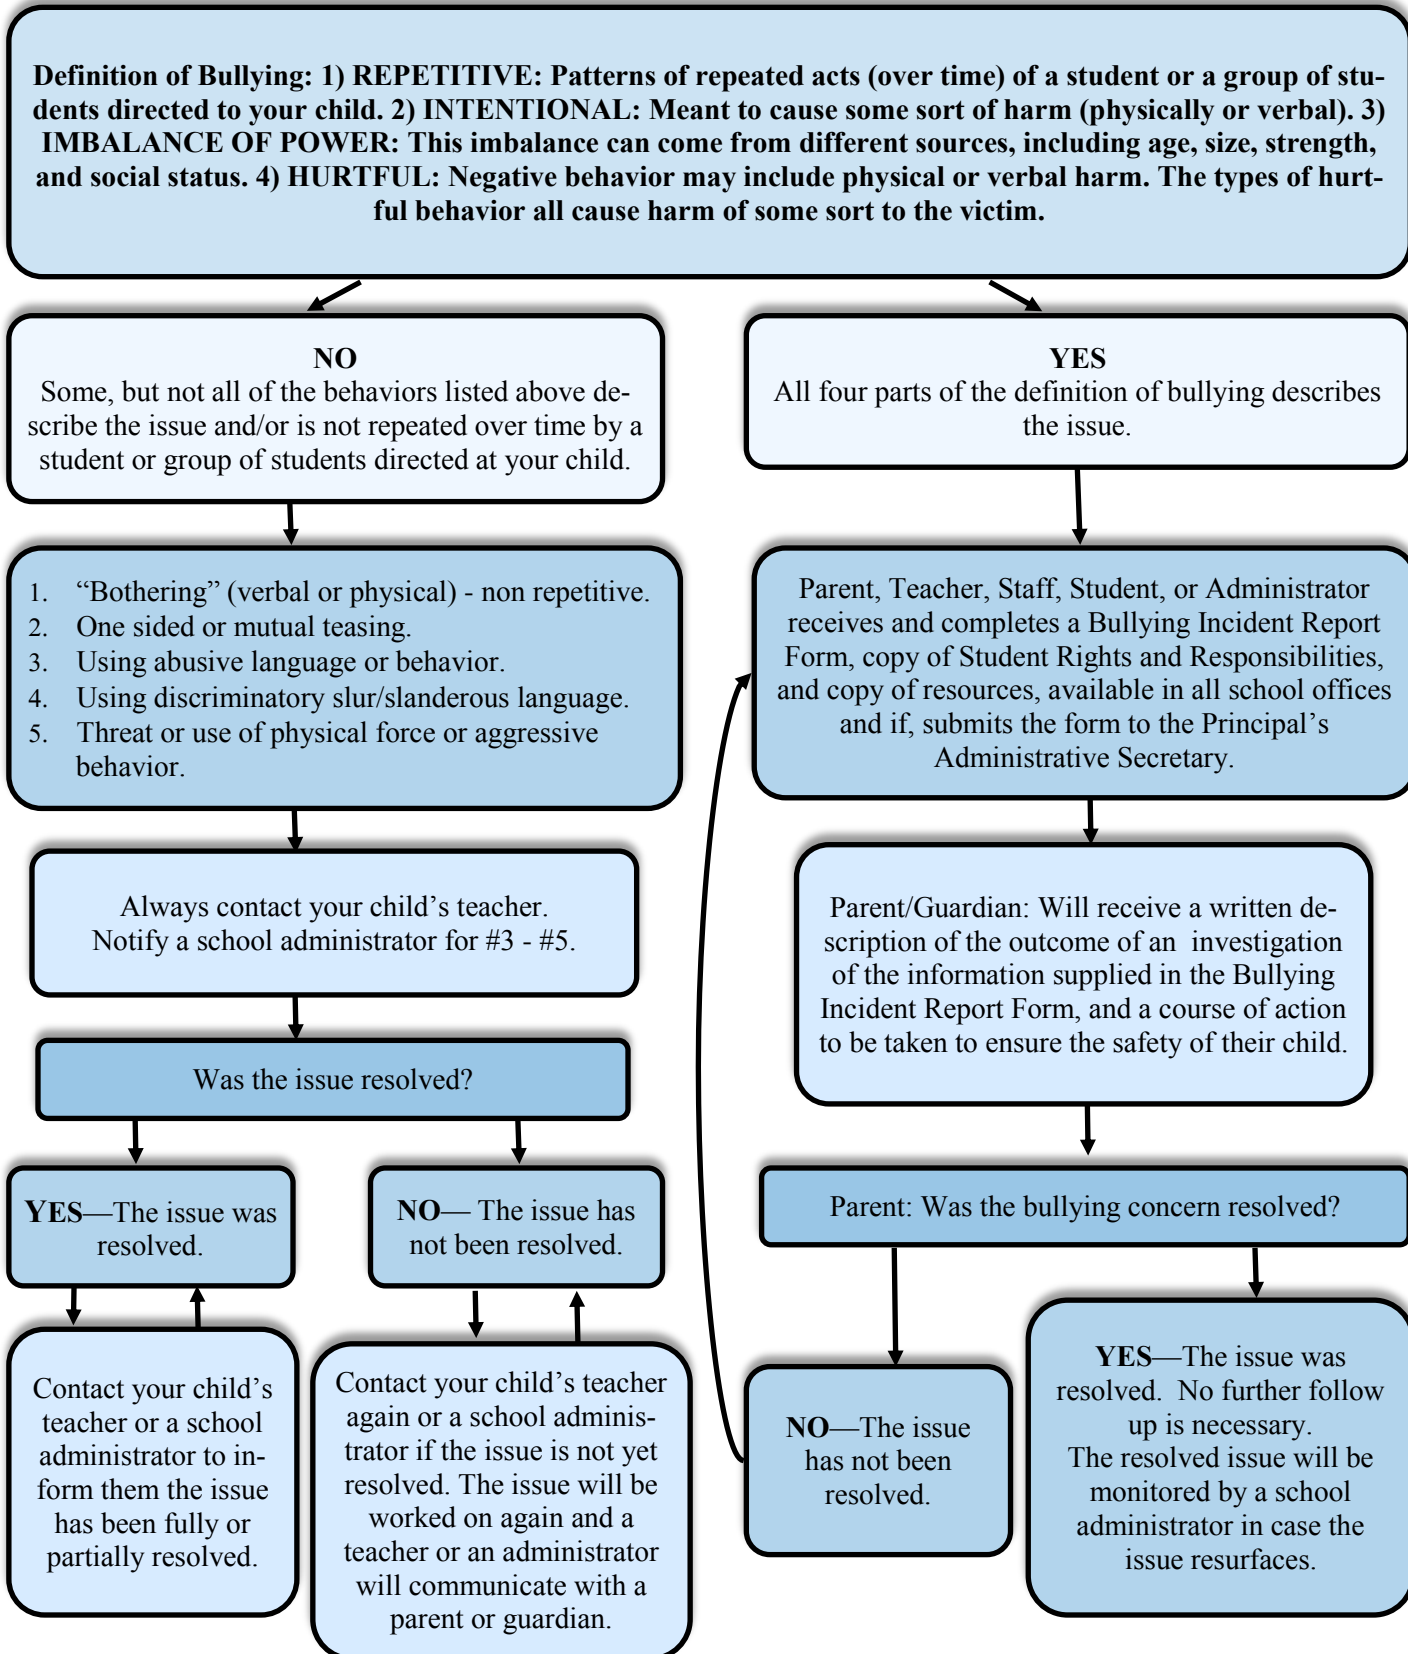 Definition of Bullying: 1) REPETITIVE: Patterns of repeated acts (over time) of a student or a group of stu-
dents directed to your child. 2) INTENTIONAL: Meant to cause some sort of harm (physically or verbal). 3)
IMBALANCE OF POWER: This imbalance can come from different sources, including age, size, strength,
and social status. 4) HURTFUL: Negative behavior may include physical or verbal harm. The types of hurt-
ful behavior all cause harm of some sort to the victim.
NO
Some, but not all of the behaviors listed above de-
scribe the issue and/or is not repeated over time by a
student or group of students directed at your child.
YES
All four parts of the definition of bullying describes
the issue.
1. “Bothering” (verbal or physical) - non repetitive.
2. One sided or mutual teasing.
3. Using abusive language or behavior.
4. Using discriminatory slur/slanderous language.
5. Threat or use of physical force or aggressive
behavior.
Parent, Teacher, Staff, Student, or Administrator
receives and completes a Bullying Incident Report
Form, copy of Student Rights and Responsibilities,
and copy of resources, available in all school offices
and if, submits the form to the Principal’s
Administrative Secretary.
Always contact your child’s teacher.
Notify a school administrator for #3 - #5.
Parent/Guardian: Will receive a written de-
scription of the outcome of an investigation
of the information supplied in the Bullying
Incident Report Form, and a course of action
to be taken to ensure the safety of their child.
Was the issue resolved?
YES—The issue was
resolved.
NO— The issue has
not been resolved.
Parent: Was the bullying concern resolved?
Contact your child’s
teacher or a school
administrator to in-
form them the issue
has been fully or
partially resolved.
Contact your child’s teacher
again or a school adminis-
trator if the issue is not yet
resolved. The issue will be
worked on again and a
teacher or an administrator
will communicate with a
parent or guardian.
NO—The issue
has not been
resolved.
YES—The issue was
resolved. No further follow
up is necessary.
The resolved issue will be
monitored by a school
administrator in case the
issue resurfaces.